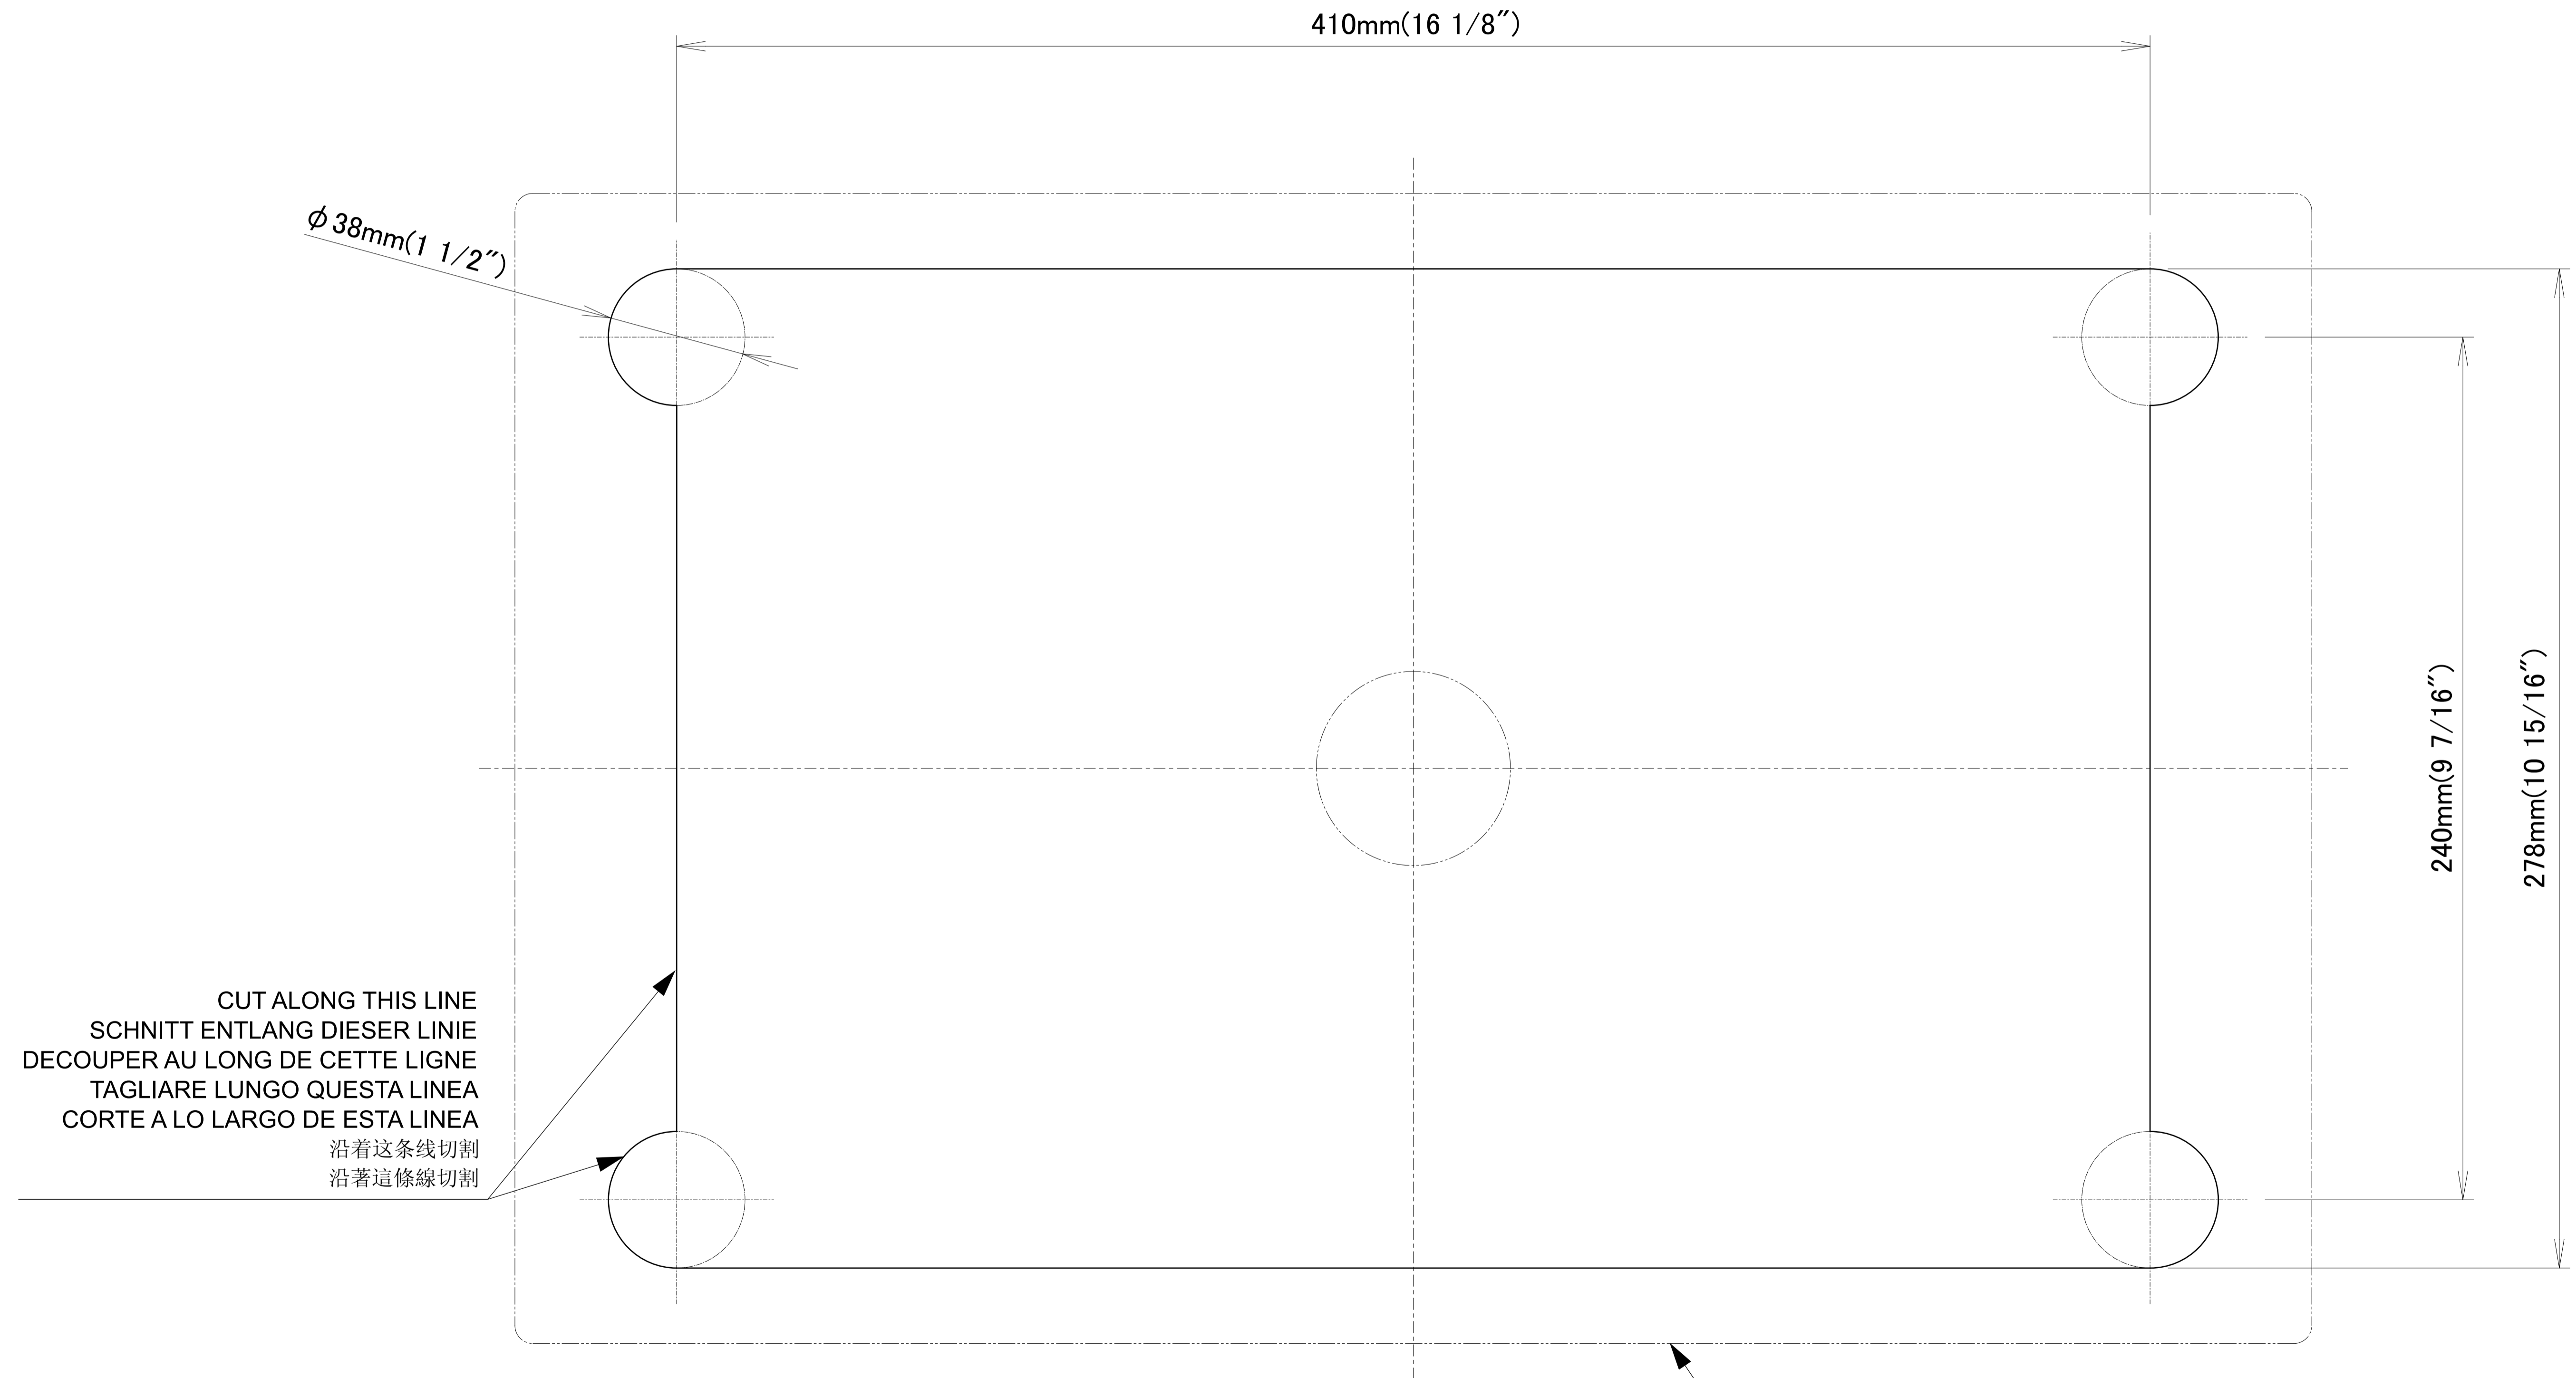 410mm(16 1/8″)
φ38mm(1 1/2″)
240mm(9 7/16″)
278mm(10 15/16″)
CUT ALONG THIS LINE
SCHNITT ENTLANG DIESER LINIE
DECOUPER AU LONG DE CETTE LIGNE
TAGLIARE LUNGO QUESTA LINEA
CORTE A LO LARGO DE ESTA LINEA
沿着这条线切割
沿著這條線切割